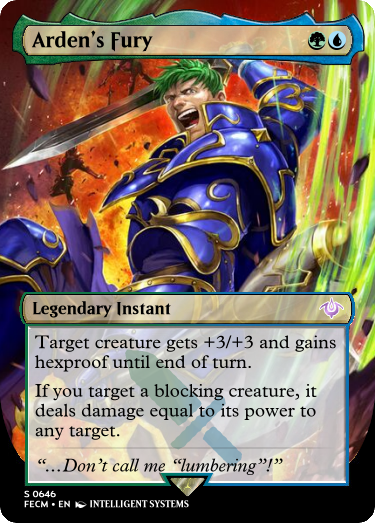 Arden's Fury
Legendary Instant
Target creature gets +3/+3 and gains
hexproof until end of turn.
If you target a blocking creature, it
deals damage equal to its power to
any target.
“...Don't call me “lumbering”!”
S 0646
FECM • EN INTELLIGENT SYSTEMS